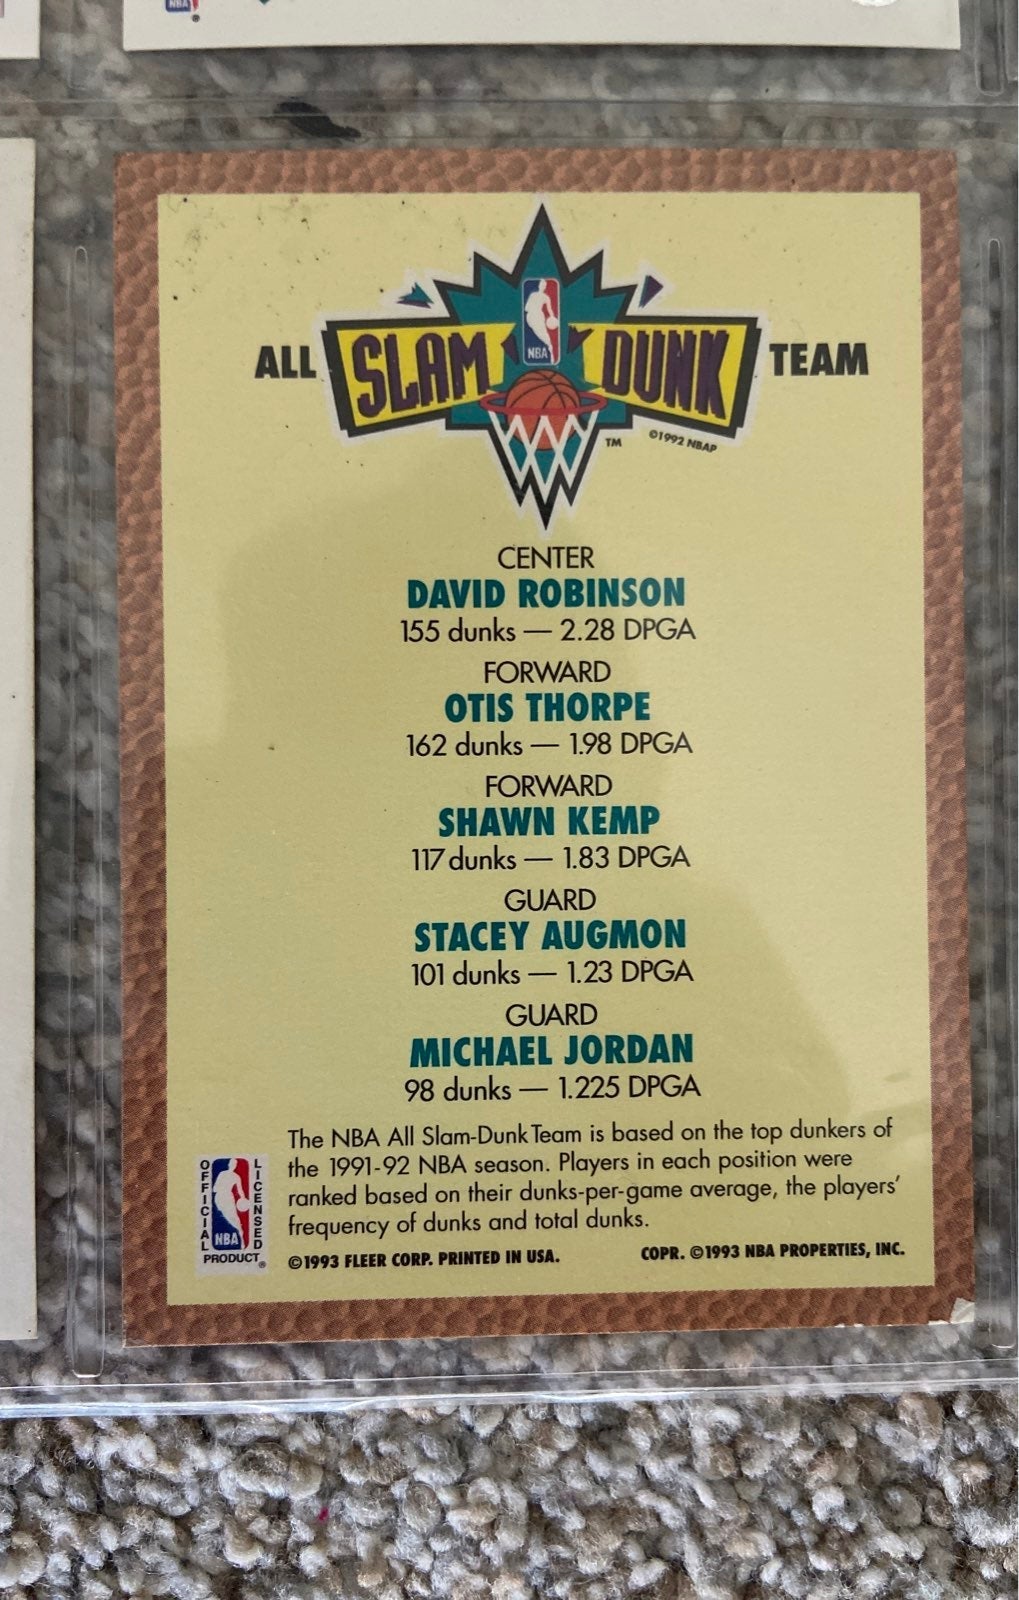 NBA
®
ALL SLAM DUNK TEAM
NBA
TM ©1992 NBAP
CENTER
DAVID ROBINSON
155 dunks — 2.28 DPGA
FORWARD
OTIS THORPE
162 dunks — 1.98 DPGA
FORWARD
SHAWN KEMP
117 dunks — 1.83 DPGA
GUARD
STACEY AUGMON
101 dunks — 1.23 DPGA
GUARD
MICHAEL JORDAN
98 dunks — 1.225 DPGA
The NBA All Slam-Dunk Team is based on the top dunkers of
the 1991-92 NBA season. Players in each position were
ranked based on their dunks-per-game average, the players'
frequency of dunks and total dunks.
OFFICIAL LICENSED
NBA
PRODUCT®
©1993 FLEER CORP. PRINTED IN USA. COPR. ©1993 NBA PROPERTIES, INC.